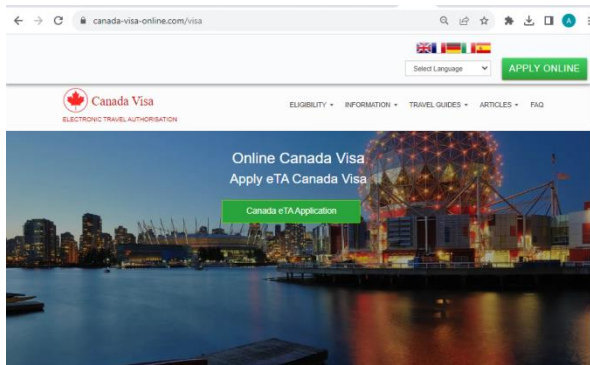 canada-visa-online.com/visa
A
Select Language
APPLY ONLINE
Canada Visa
ELECTRONIC TRAVEL AUTHORISATION
ELIGIBILITY
INFORMATION
TRAVEL GUIDES
ARTICLES
FAQ
Online Canada Visa
Apply eTA Canada Visa
Canada eTA Application